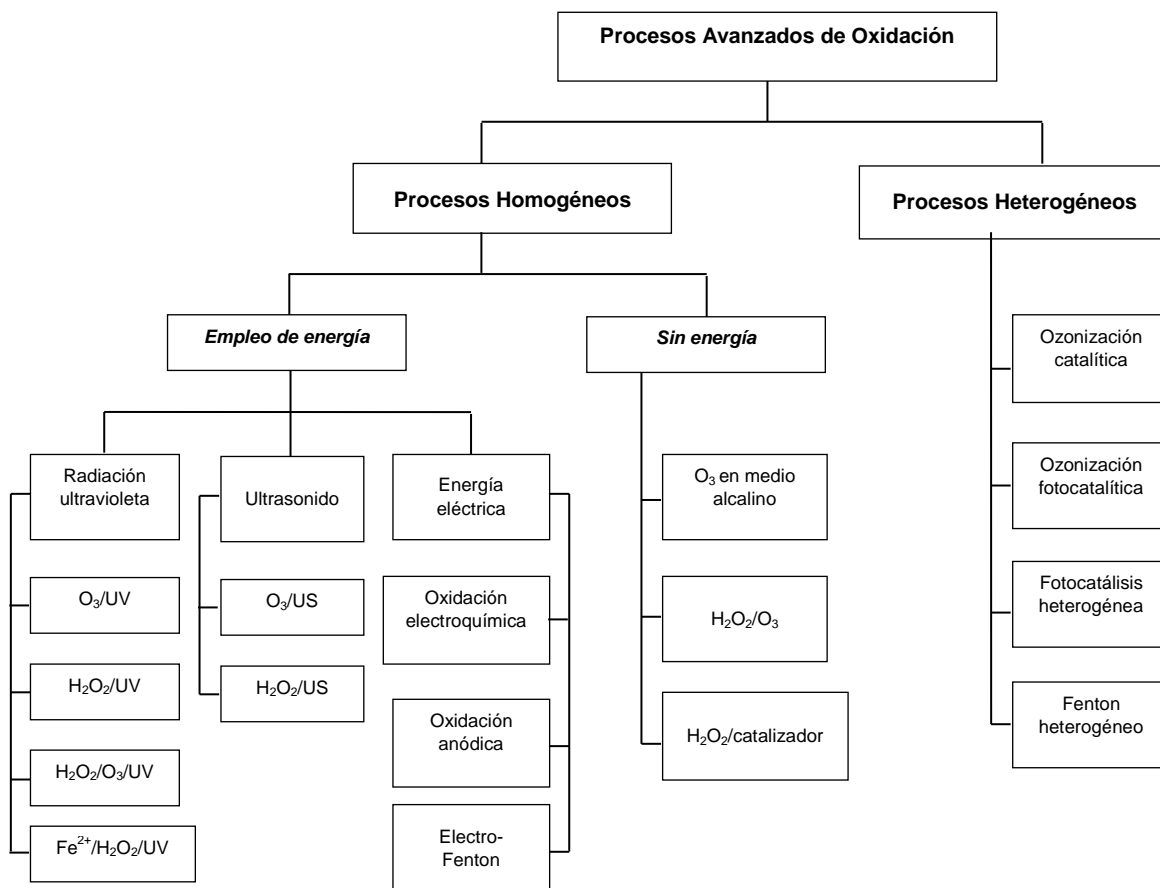 Procesos Avanzados de Oxidación
Procesos Homogéneos
Procesos Heterogéneos
Empleo de energía
Sin energía
Radiación
ultravioleta
O₃/UV
H₂O₂/UV
H₂O₂/O₃/UV
Fe²⁺/H₂O₂/UV
Ultrasonido
O₃/US
H₂O₂/US
Energía
eléctrica
Oxidación
electroquímica
Oxidación
anódica
Electro-
Fenton
O₃ en medio
alcalino
H₂O₂/O₃
H₂O₂/catalizador
Ozonización
catalítica
Ozonización
fotocatalítica
Fotocatálisis
heterogénea
Fenton
heterogéneo